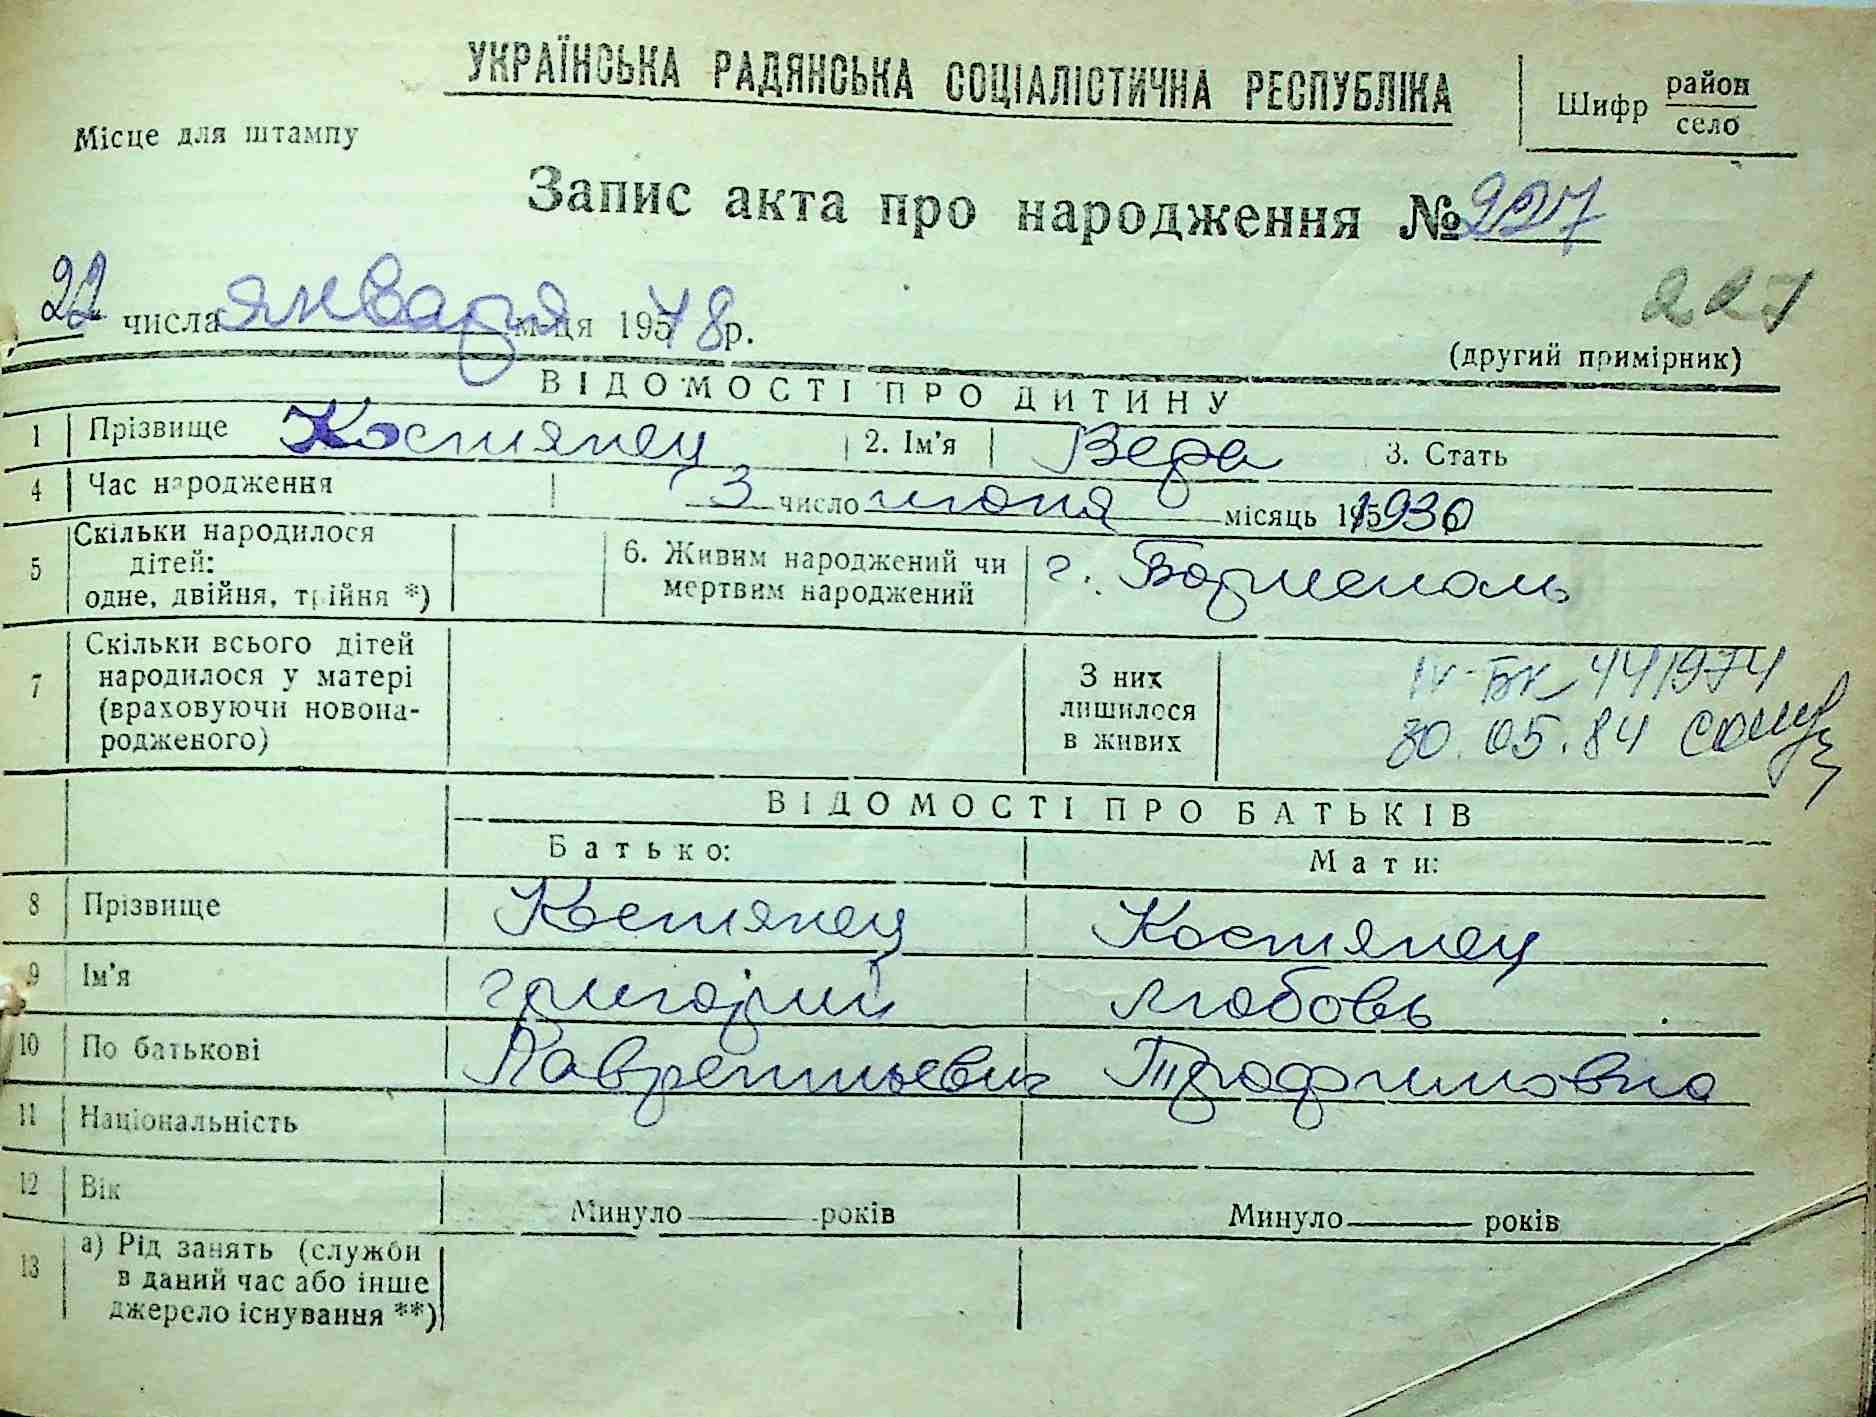 УКРАЇНСЬКА РАДЯНСЬКА СОЦІАЛІСТИЧНА РЕСПУБЛІКА
Шифр район
село
Місце для штампу
Запис акта про народження № 227
227
22 числа января м-ця 1978 р.
(другий примірник)
ВІДОМОСТІ ПРО ДИТИНУ
1 Прізвище Костянец 2. Ім'я Вера 3. Стать
4 Час народження 3 число июня місяць 1930
5 Скільки народилося дітей: одне, двійня, трійня *) 6. Живим народжений чи мертвим народжений г. Борисполь
7 Скільки всього дітей народилося у матері (враховуючи новонародженого) З них лишилося в живих
IV-БК 441974
30.05.84
ВІДОМОСТІ ПРО БАТЬКІВ
Батько: Мати:
8 Прізвище Костянец Костянец
9 Ім'я Григорий Любовь
10 По батькові Лаврентьевич Трофимовна
11 Національність
12 Вік Минуло років Минуло років
13 а) Рід занять (служби
в даний час або інше
джерело існування **)